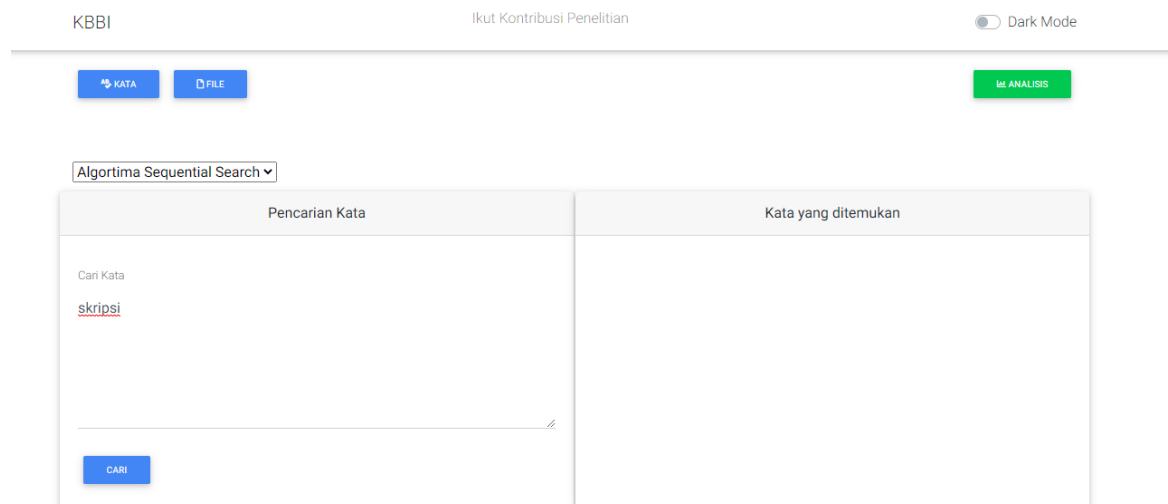 KBBI
Ikut Kontribusi Penelitian
Dark Mode
KATA
FILE
ANALISIS
Algortima Sequential Search
Pencarian Kata
Kata yang ditemukan
Cari Kata
skripsi
CARI